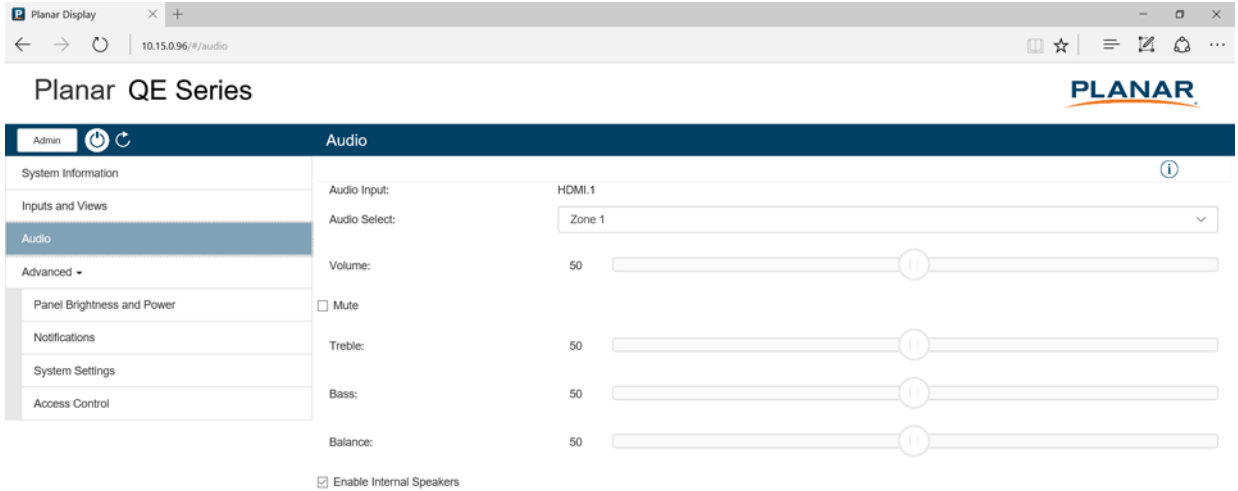 Planar Display
10.15.0.96/#/audio
Planar QE Series
PLANAR
Admin
Audio
System Information
Inputs and Views
Audio
Advanced
Panel Brightness and Power
Notifications
System Settings
Access Control
Audio Input: HDMI.1
Audio Select: Zone 1
Volume: 50
Mute
Treble: 50
Bass: 50
Balance: 50
Enable Internal Speakers